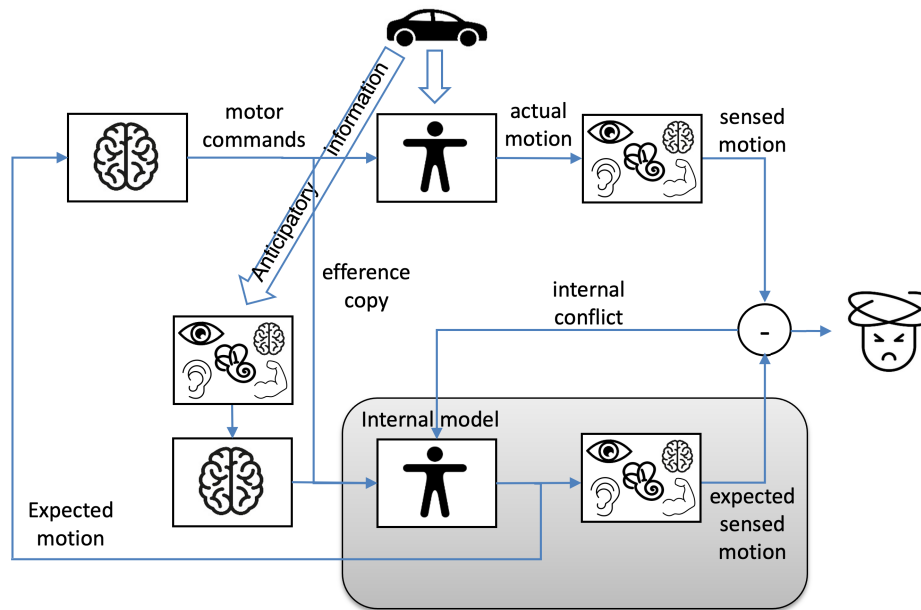 motor
commands
Anticipatory information
actual
motion
sensed
motion
efference
copy
internal
conflict
-
Internal model
Expected
motion
expected
sensed
motion